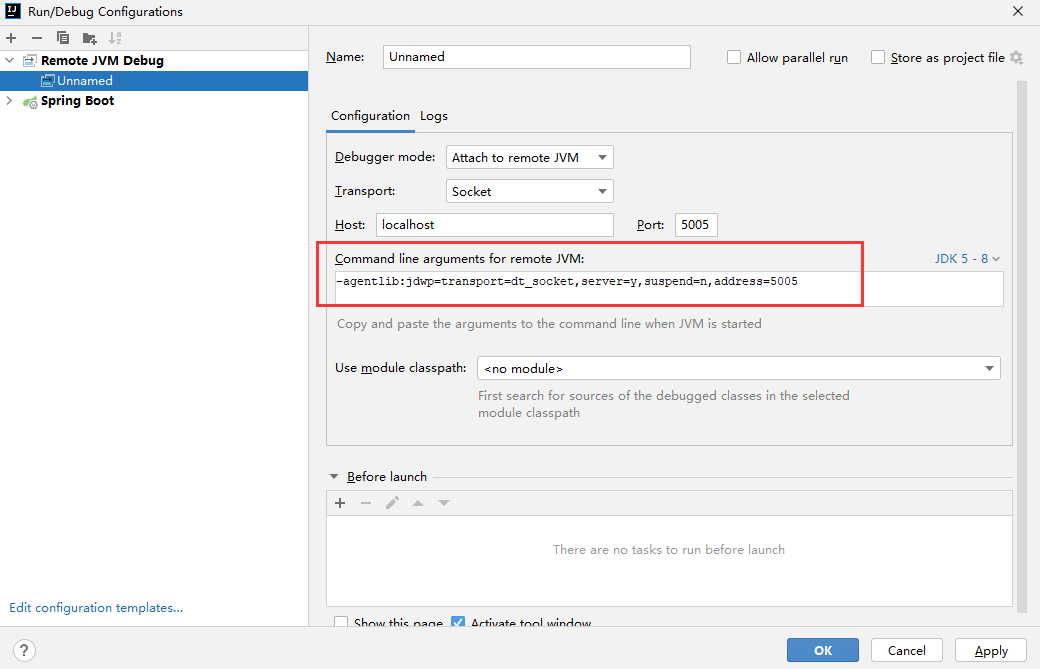 Run/Debug Configurations
Remote JVM Debug
Unnamed
Spring Boot
Edit configuration templates...
Name: Unnamed
Allow parallel run
Store as project file
Configuration Logs
Debugger mode: Attach to remote JVM
Transport: Socket
Host: localhost Port: 5005
Command line arguments for remote JVM: JDK 5 - 8
-agentlib:jdwp=transport=dt_socket,server=y,suspend=n,address=5005
Copy and paste the arguments to the command line when JVM is started
Use module classpath: <no module>
First search for sources of the debugged classes in the selected
module classpath
Before launch
There are no tasks to run before launch
Show this page Activate tool window
? OK Cancel Apply